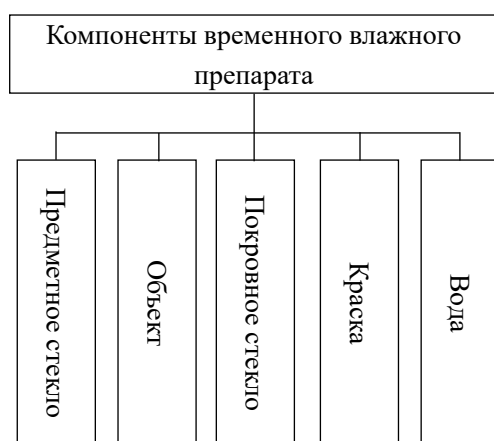 Компоненты временного влажного
препарата
Предметное стекло
Объект
Покровное стекло
Краска
Вода